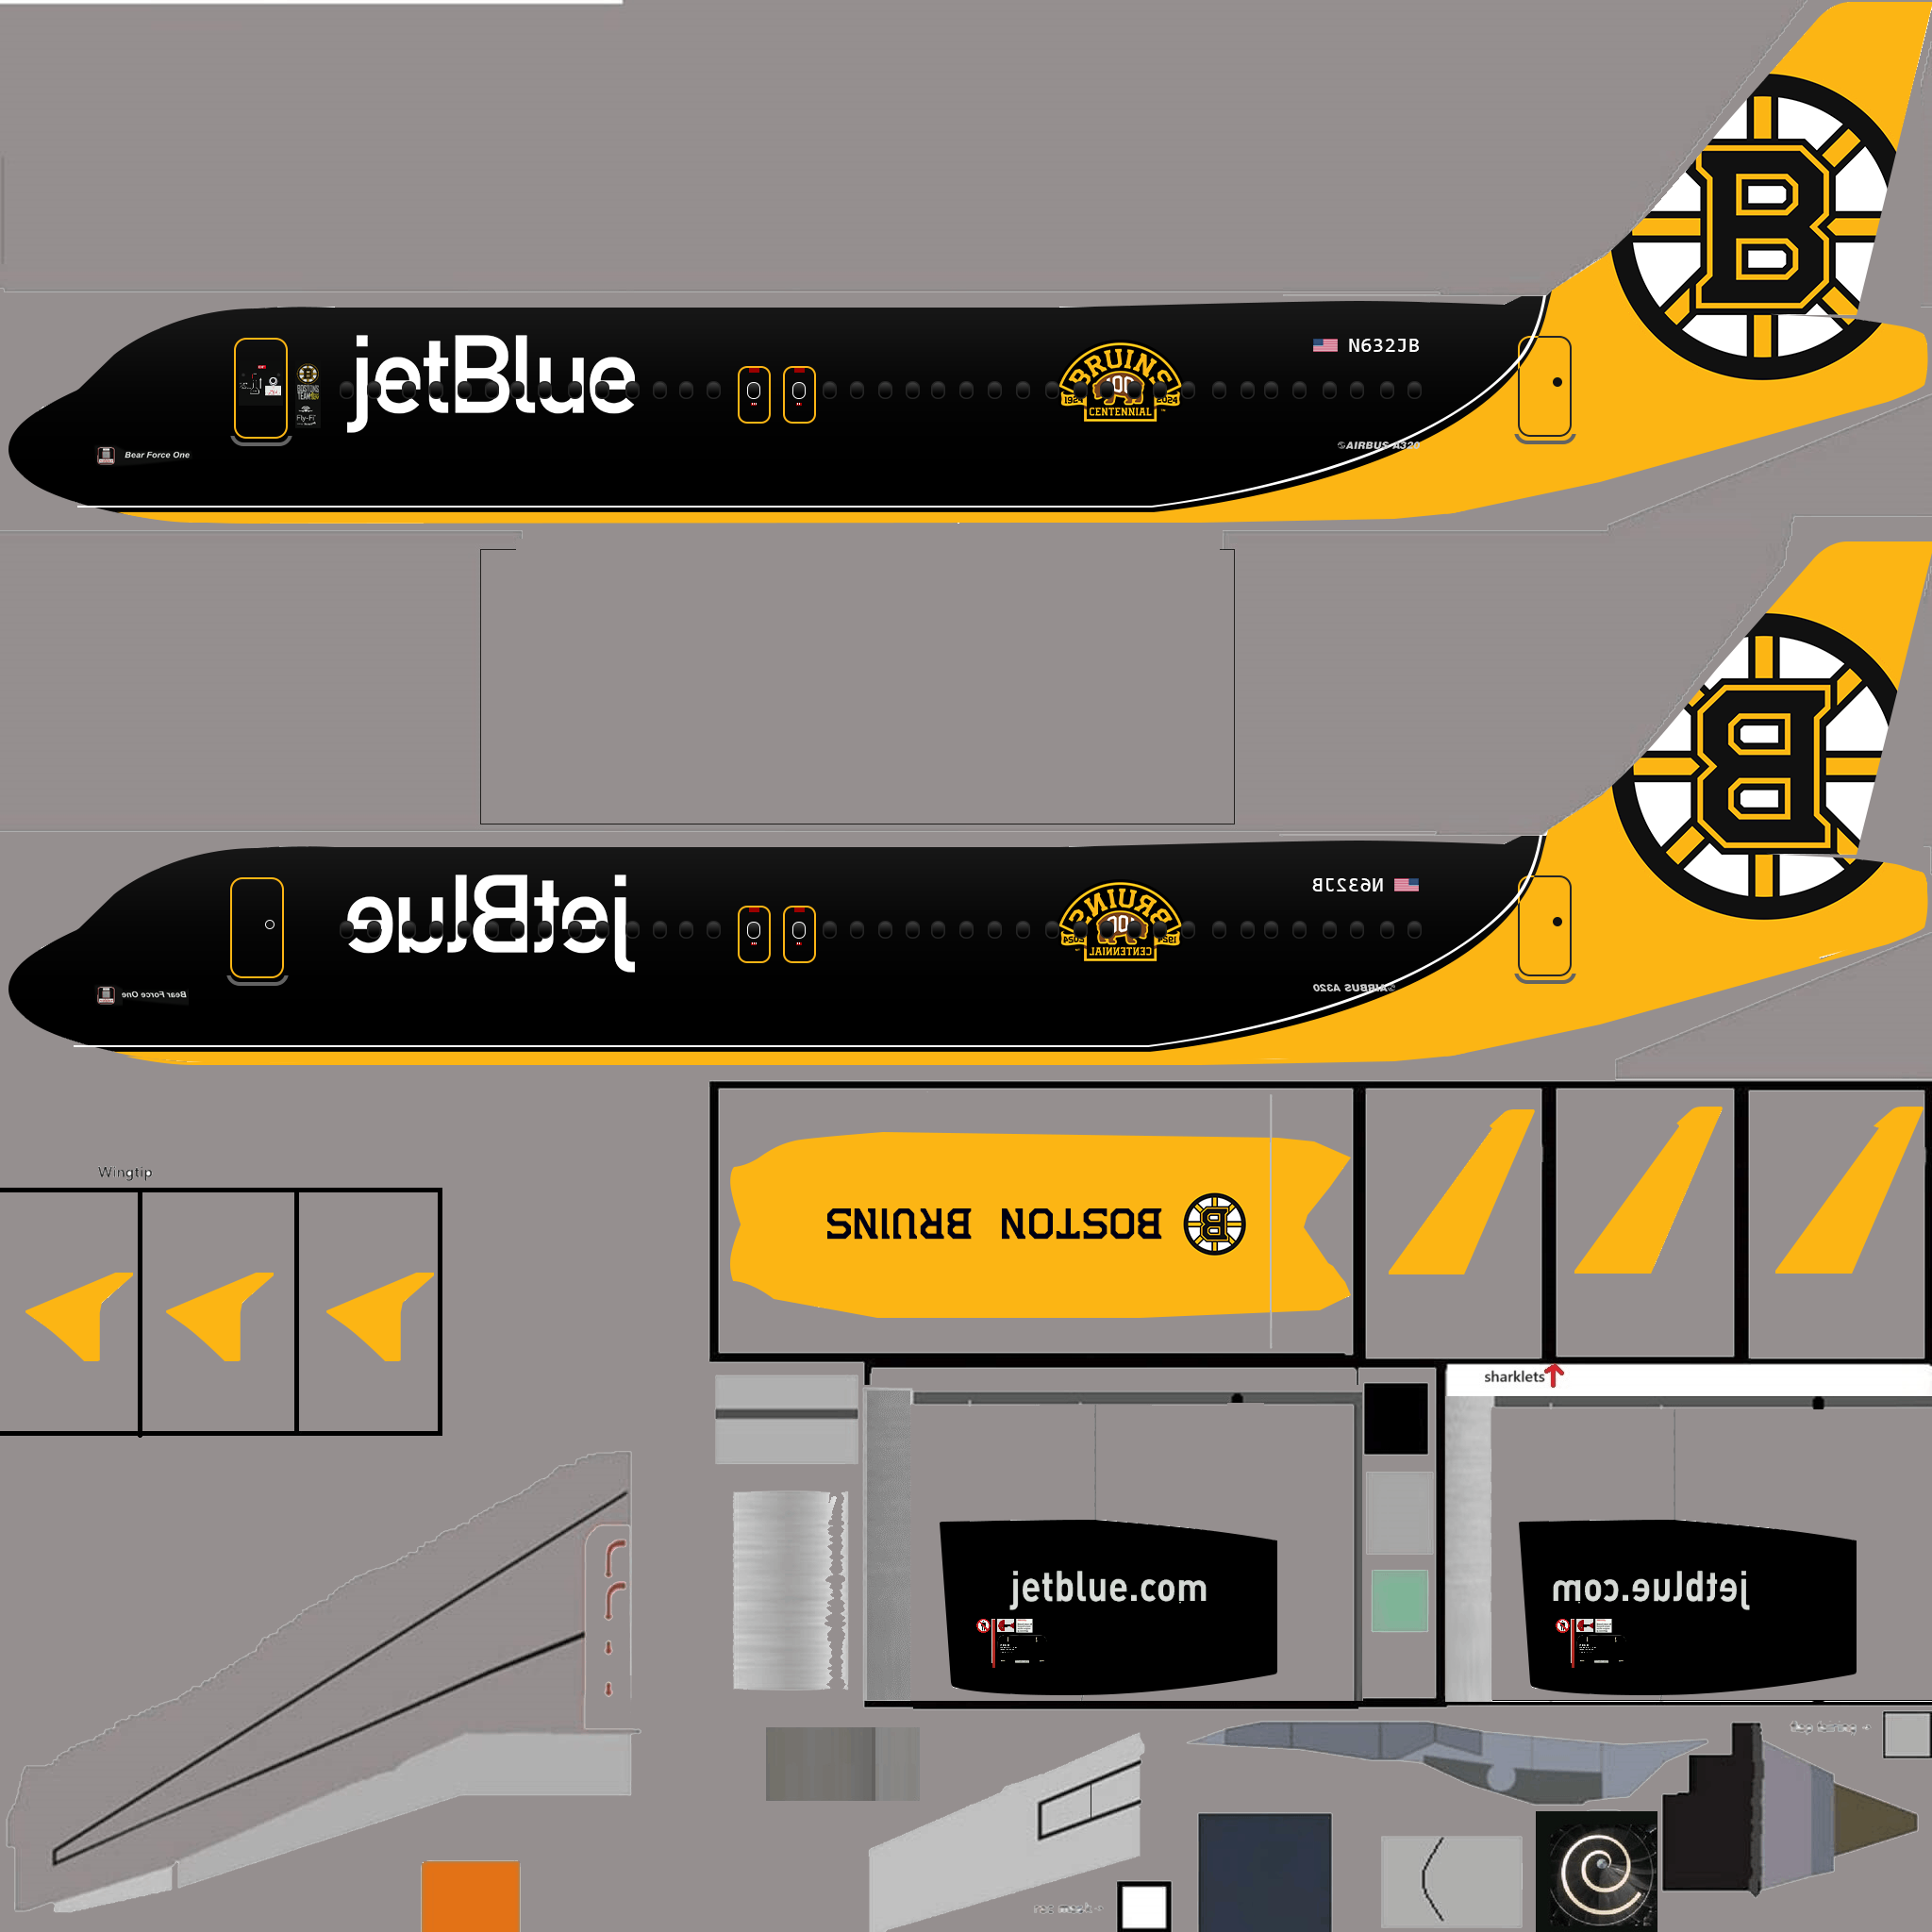 jetBlue
N632JB
BRUINS
100
1924 2024
CENTENNIAL
Bear Force One
AIRBUS A320
B
jetBlue
N632JB
BRUINS
CENTENNIAL
Bear Force One
AIRBUS A320
B
Wingtip
BOSTON BRUINS
B
sharklets
jetblue.com
jetblue.com